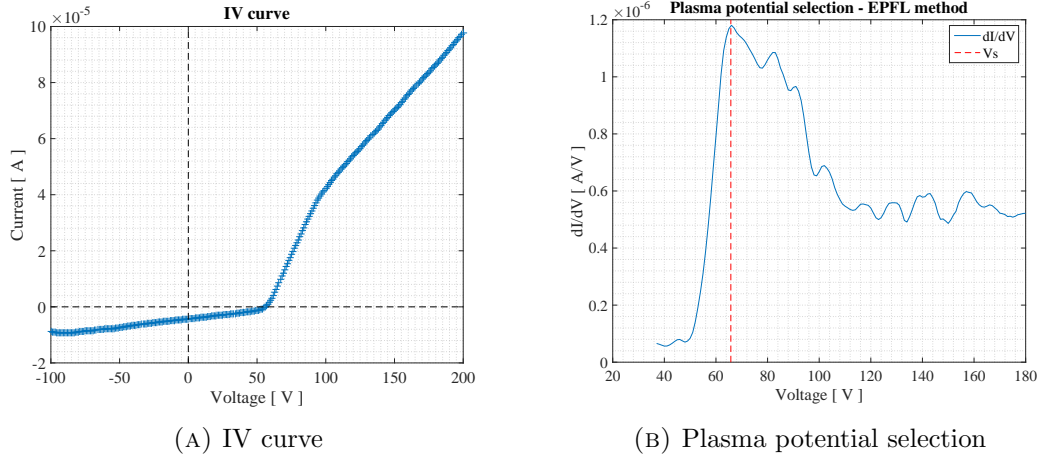 IV curve
×10⁻⁵
10
8
6
4
2
0
-2
-100 -50 0 50 100 150 200
Current [ A ]
Voltage [ V ]
(A) IV curve
Plasma potential selection - EPFL method
×10⁻⁶
1.2
1
0.8
0.6
0.4
0.2
0
20 40 60 80 100 120 140 160 180
dI/dV [ A/V ]
Voltage [ V ]
dI/dV
Vs
(B) Plasma potential selection